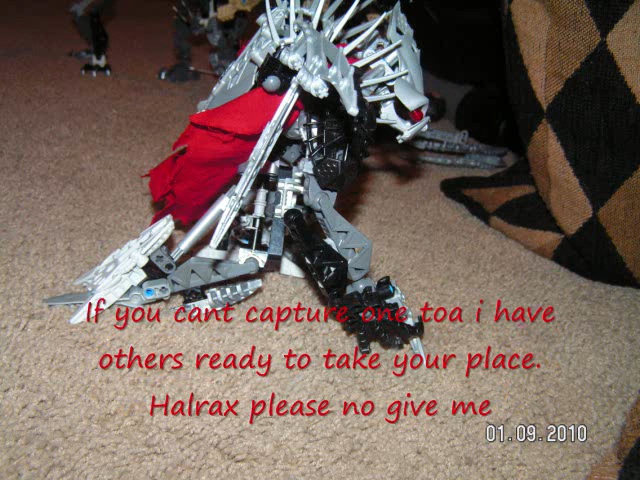 If you cant capture one toa i have
others ready to take your place.
Halrax please no give me
01.09.2010